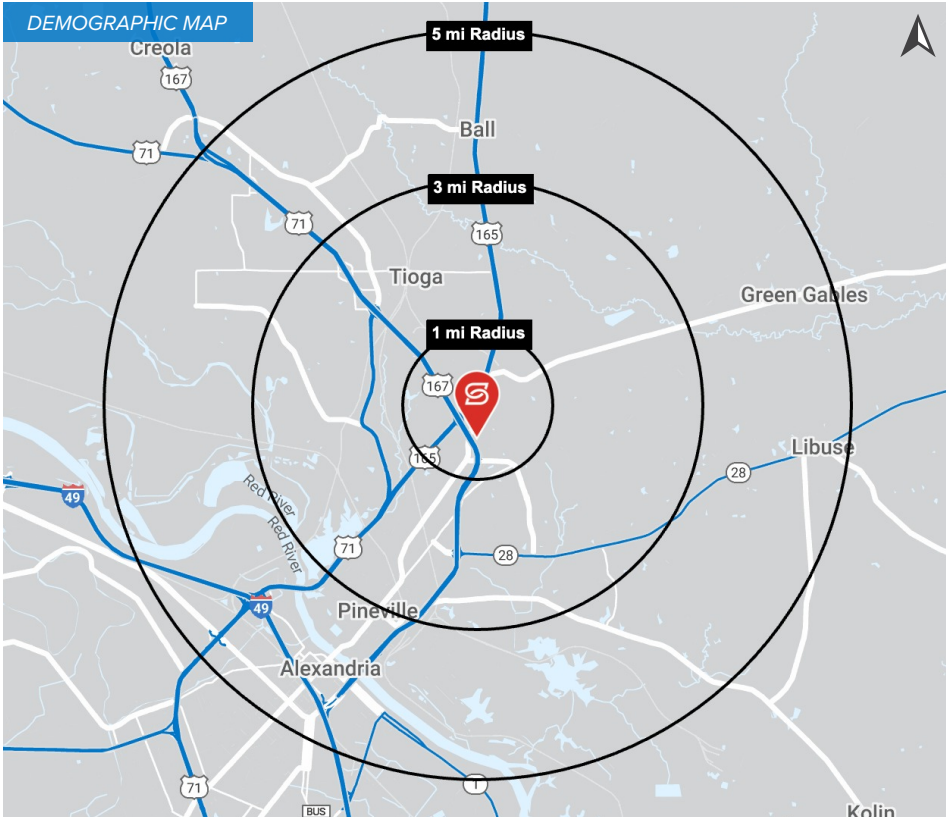 DEMOGRAPHIC MAP
5 mi Radius
Creola
167
Ball
71
3 mi Radius
71
165
Tioga
Green Gables
1 mi Radius
167
Libuse
165
28
49
Red River
Red River
71
28
49
Pineville
Alexandria
71
1
BUS
Kolin